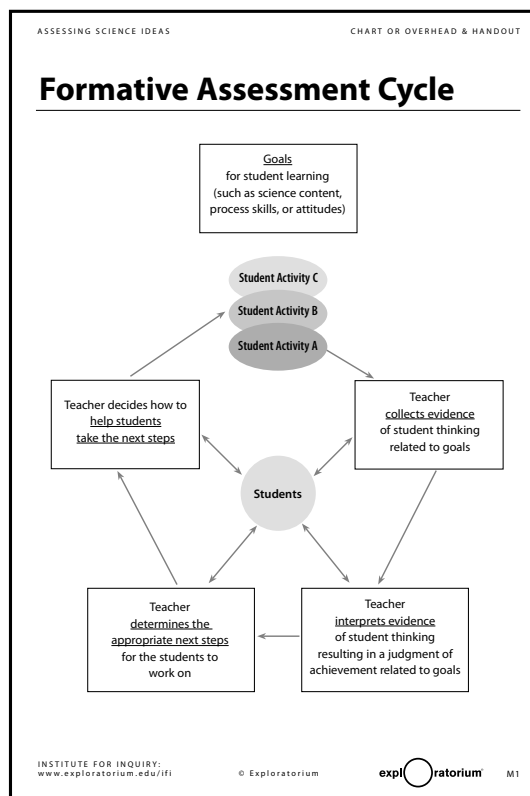 ASSESSING SCIENCE IDEAS
CHART OR OVERHEAD & HANDOUT
Formative Assessment Cycle
Goals
for student learning
(such as science content,
process skills, or attitudes)
Student Activity C
Student Activity B
Student Activity A
Teacher decides how to
help students
take the next steps
Teacher
collects evidence
of student thinking
related to goals
Students
Teacher
determines the
appropriate next steps
for the students to
work on
Teacher
interprets evidence
of student thinking
resulting in a judgment of
achievement related to goals
INSTITUTE FOR INQUIRY:
www.exploratorium.edu/ifi
© Exploratorium
exploratorium
M1